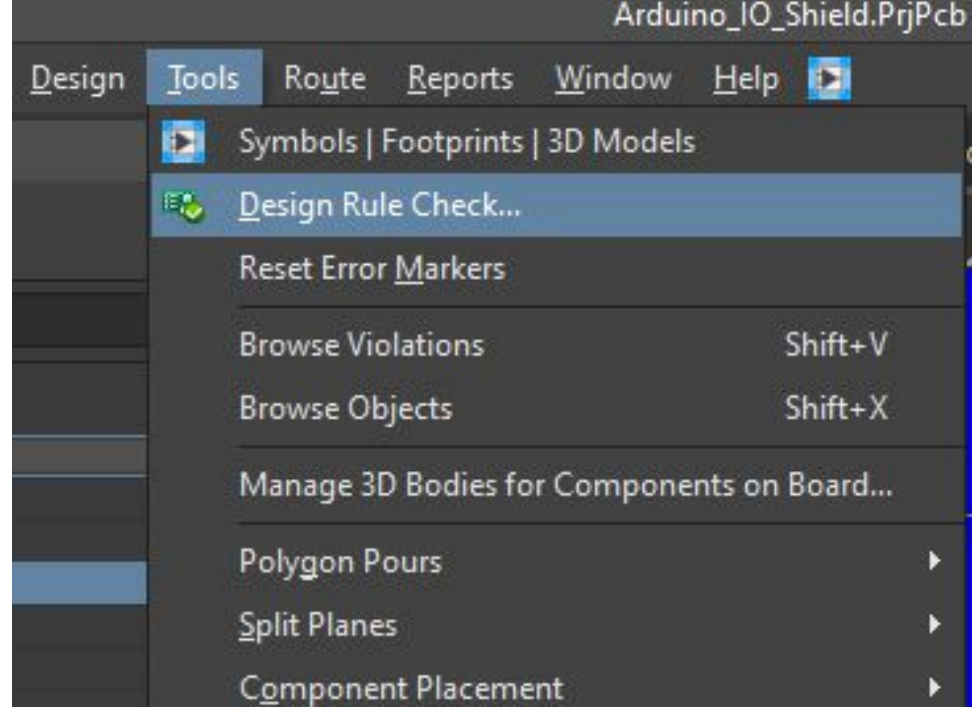 Arduino_IO_Shield.PrjPcb
Design Tools Route Reports Window Help
Symbols | Footprints | 3D Models
Design Rule Check...
Reset Error Markers
Browse Violations Shift+V
Browse Objects Shift+X
Manage 3D Bodies for Components on Board...
Polygon Pours
Split Planes
Component Placement